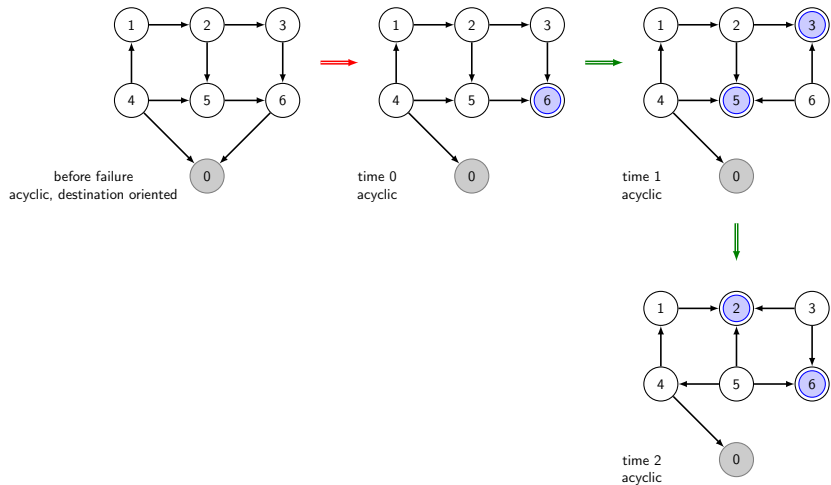 1 2 3
4 5 6
0
before failure
acyclic, destination oriented
1 2 3
4 5 6
0
time 0
acyclic
1 2 3
4 5 6
0
time 1
acyclic
1 2 3
4 5 6
0
time 2
acyclic